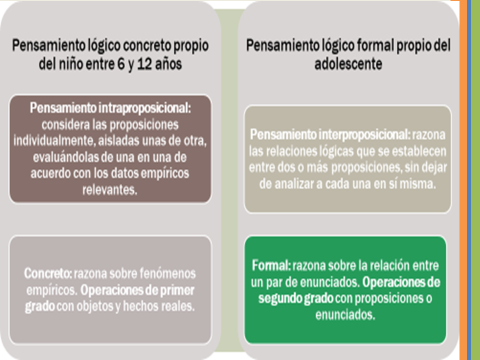 Pensamiento lógico concreto propio
del niño entre 6 y 12 años
Pensamiento intraproposicional:
considera las proposiciones
individualmente, aisladas unas de otra,
evaluándolas de una en una de
acuerdo con los datos empíricos
relevantes.
Concreto: razona sobre fenómenos
empíricos. Operaciones de primer
grado con objetos y hechos reales.
Pensamiento lógico formal propio del
adolescente
Pensamiento interproposicional: razona
las relaciones lógicas que se establecen
entre dos o más proposiciones, sin dejar
de analizar a cada una en sí misma.
Formal: razona sobre la relación entre
un par de enunciados. Operaciones de
segundo grado con proposiciones o
enunciados.